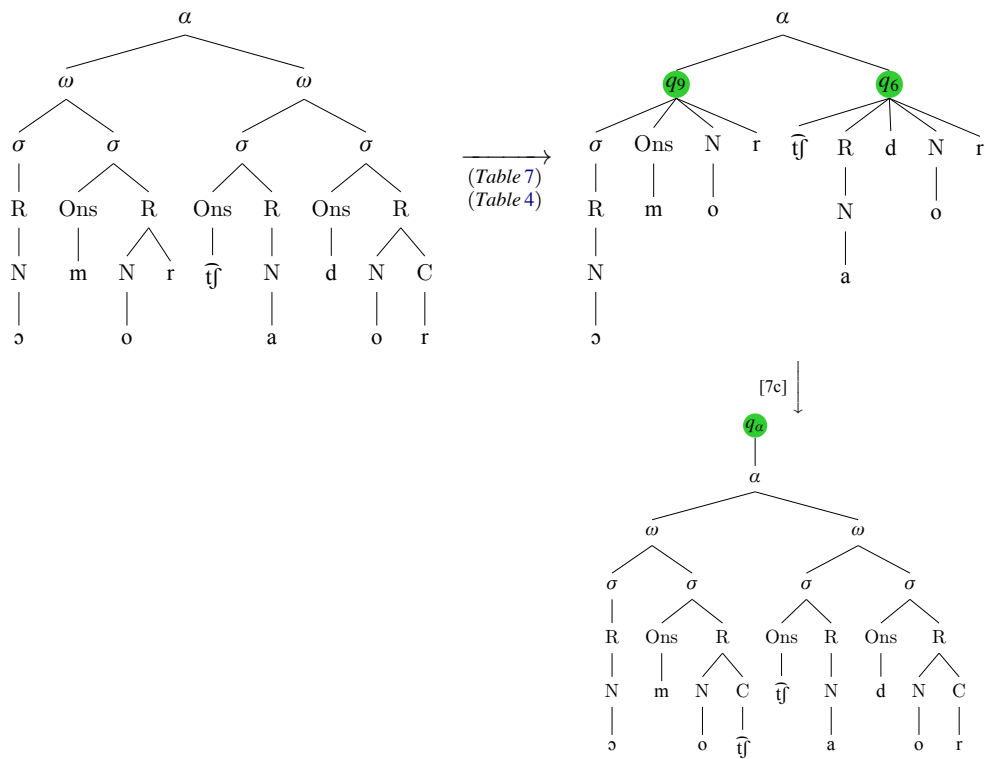 α α
ω ω q₉ q₆
σ σ σ σ σ Ons N r t͡ʃ R d N r
(Table 7)
(Table 4)
R Ons R Ons R Ons R R m o N o
N m N r t͡ʃ N d N C N a
ɔ o a o r ɔ
[7c]
qα
α
ω ω
σ σ σ σ
R Ons R Ons R Ons R
N m N C t͡ʃ N d N C
ɔ o t͡ʃ a o r